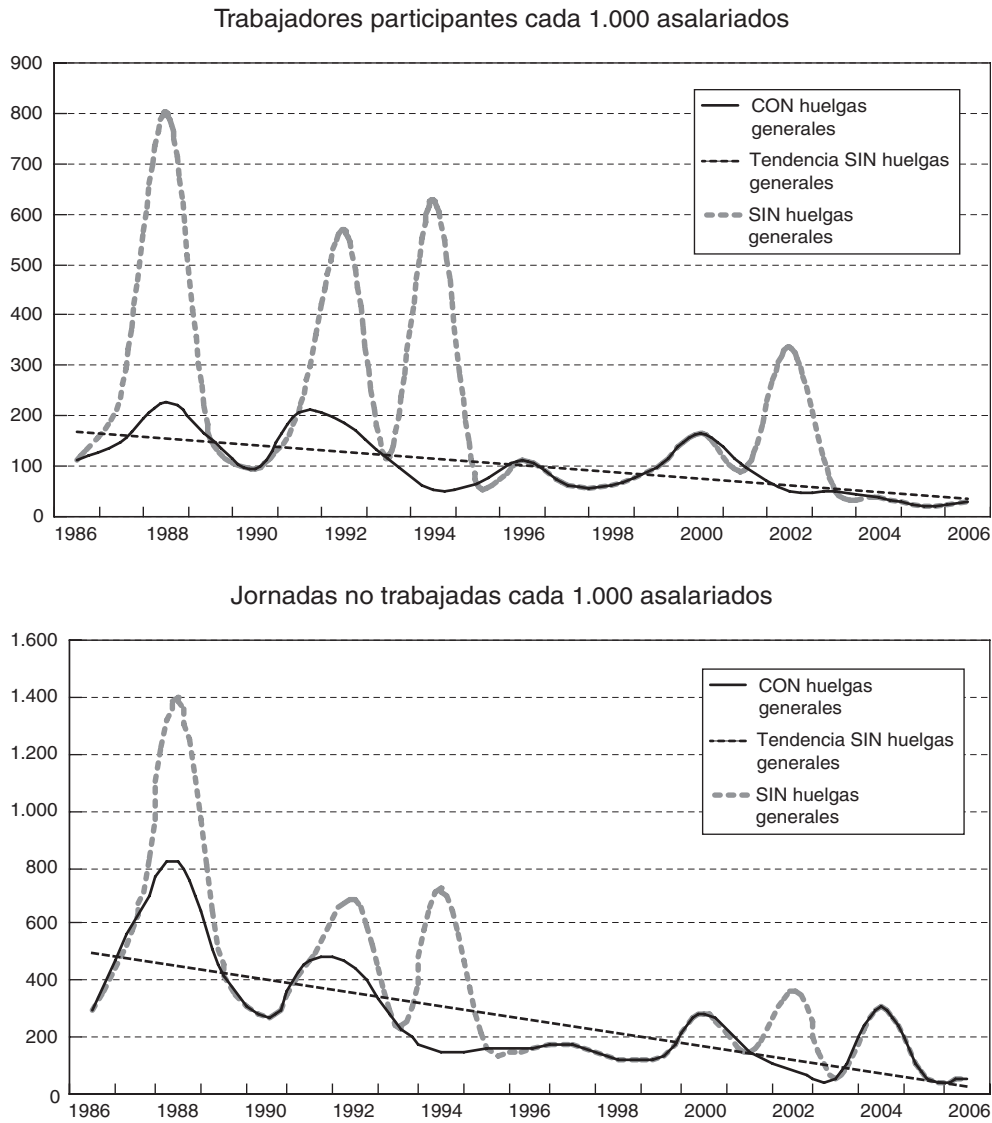 Trabajadores participantes cada 1.000 asalariados
900
800
700
600
500
400
300
200
100
0
CON huelgas
generales
Tendencia SIN huelgas
generales
SIN huelgas
generales
1986 1988 1990 1992 1994 1996 1998 2000 2002 2004 2006
Jornadas no trabajadas cada 1.000 asalariados
1.600
1.400
1.200
1.000
800
600
400
200
0
CON huelgas
generales
Tendencia SIN huelgas
generales
SIN huelgas
generales
1986 1988 1990 1992 1994 1996 1998 2000 2002 2004 2006